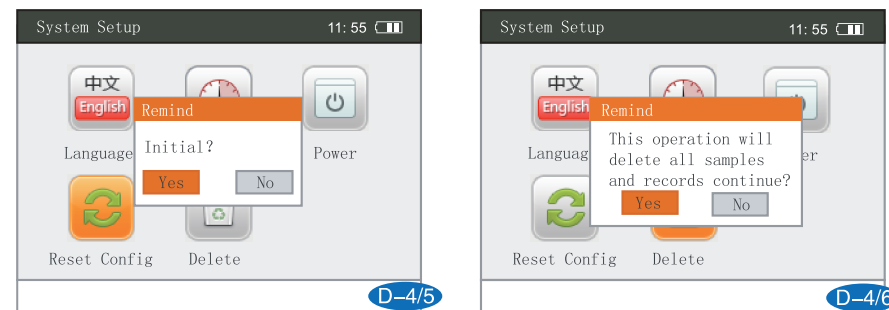 System Setup
11:55
中文
English
Remind
Initial?
Yes
No
Language
Power
Reset Config
Delete
D-4/5
System Setup
11:55
中文
English
Remind
This operation will
delete all samples
and records continue?
Yes
No
Languag
er
Reset Config
Delete
D-4/6